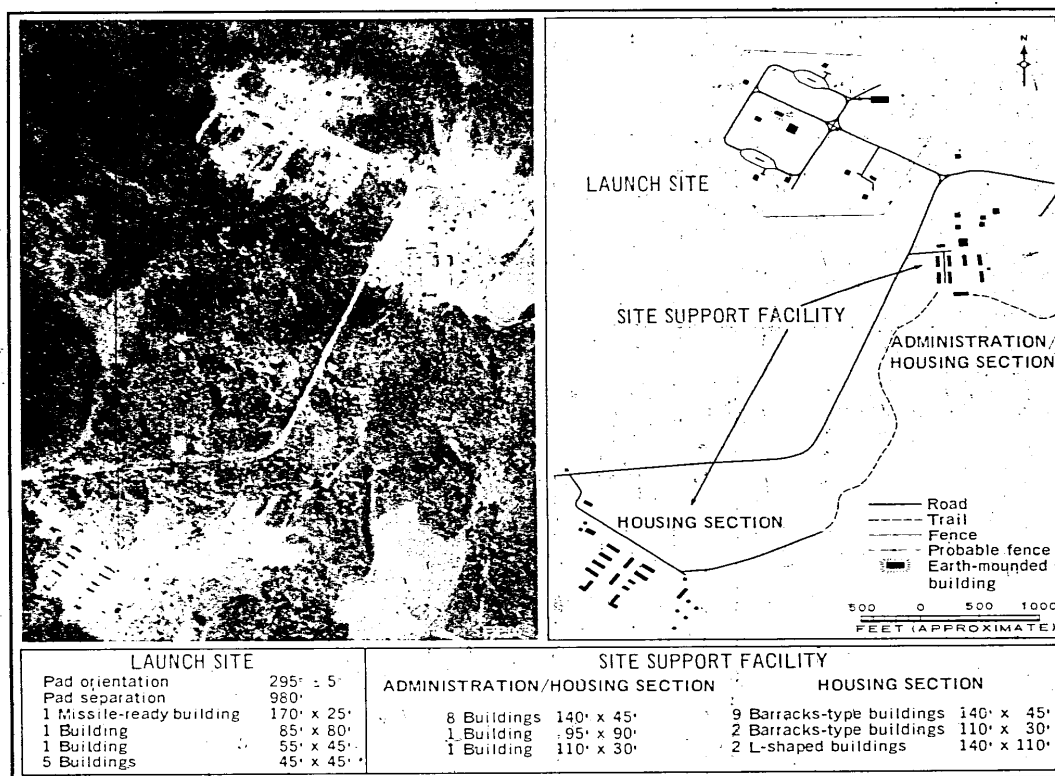 N
LAUNCH SITE
SITE SUPPORT FACILITY
ADMINISTRATION/
HOUSING SECTION
HOUSING SECTION
Road
Trail
Fence
Probable fence
Earth-mounded
building
500 0 500 1000
FEET (APPROXIMATE)
LAUNCH SITE
Pad orientation 295° ± 5°
Pad separation 980'
1 Missile-ready building 170' x 25'
1 Building 85' x 80'
1 Building 55' x 45'
5 Buildings 45' x 45'
SITE SUPPORT FACILITY
ADMINISTRATION/HOUSING SECTION
8 Buildings 140' x 45'
1 Building 95' x 90'
1 Building 110' x 30'
HOUSING SECTION
9 Barracks-type buildings 140' x 45'
2 Barracks-type buildings 110' x 30'
2 L-shaped buildings 140' x 110'